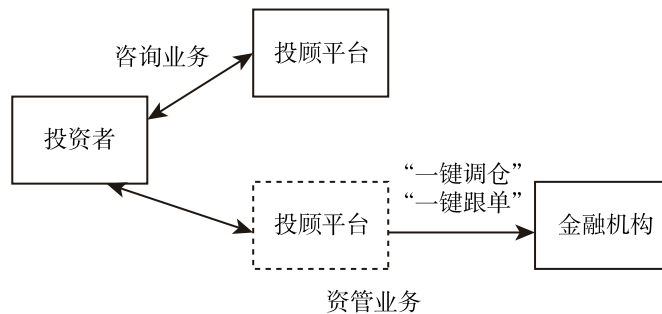 咨询业务
投顾平台
投资者
“一键调仓”
“一键跟单”
投顾平台
金融机构
资管业务